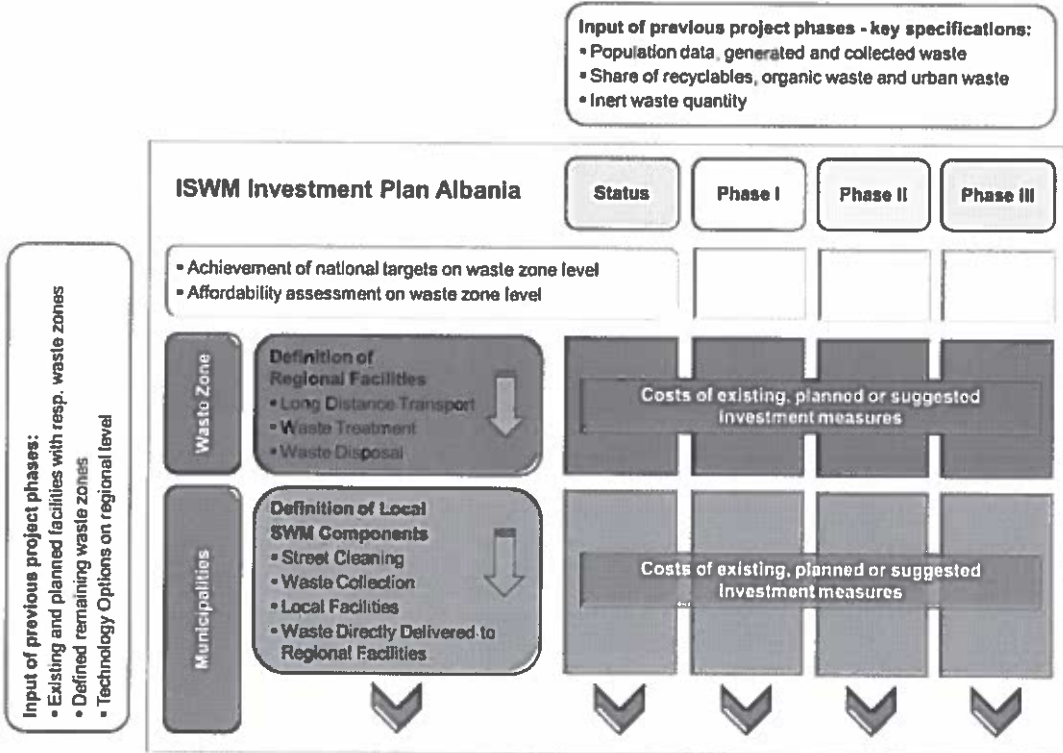 Input of previous project phases - key specifications:
▪ Population data, generated and collected waste
▪ Share of recyclables, organic waste and urban waste
▪ Inert waste quantity
ISWM Investment Plan Albania
Status
Phase I
Phase II
Phase III
▪ Achievement of national targets on waste zone level
▪ Affordability assessment on waste zone level
Input of previous project phases:
▪ Existing and planned facilities with resp. waste zones
▪ Defined remaining waste zones
▪ Technology Options on regional level
Waste Zone
Definition of
Regional Facilities
▪ Long Distance Transport
▪ Waste Treatment
▪ Waste Disposal
Costs of existing, planned or suggested
investment measures
Municipalities
Definition of Local
SWM Components
▪ Street Cleaning
▪ Waste Collection
▪ Local Facilities
▪ Waste Directly Delivered to
Regional Facilities
Costs of existing, planned or suggested
investment measures